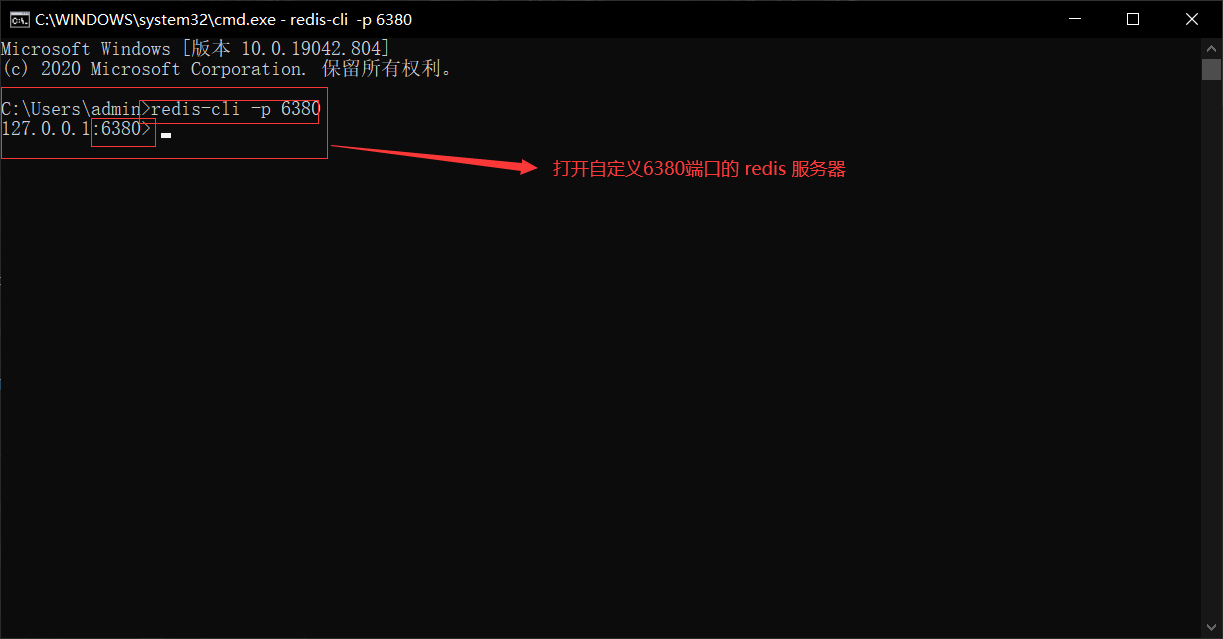 C:\WINDOWS\system32\cmd.exe - redis-cli  -p 6380
Microsoft Windows [版本 10.0.19042.804]
(c) 2020 Microsoft Corporation. 保留所有权利。
C:\Users\admin>redis-cli -p 6380
127.0.0.1:6380>
打开自定义6380端口的 redis 服务器